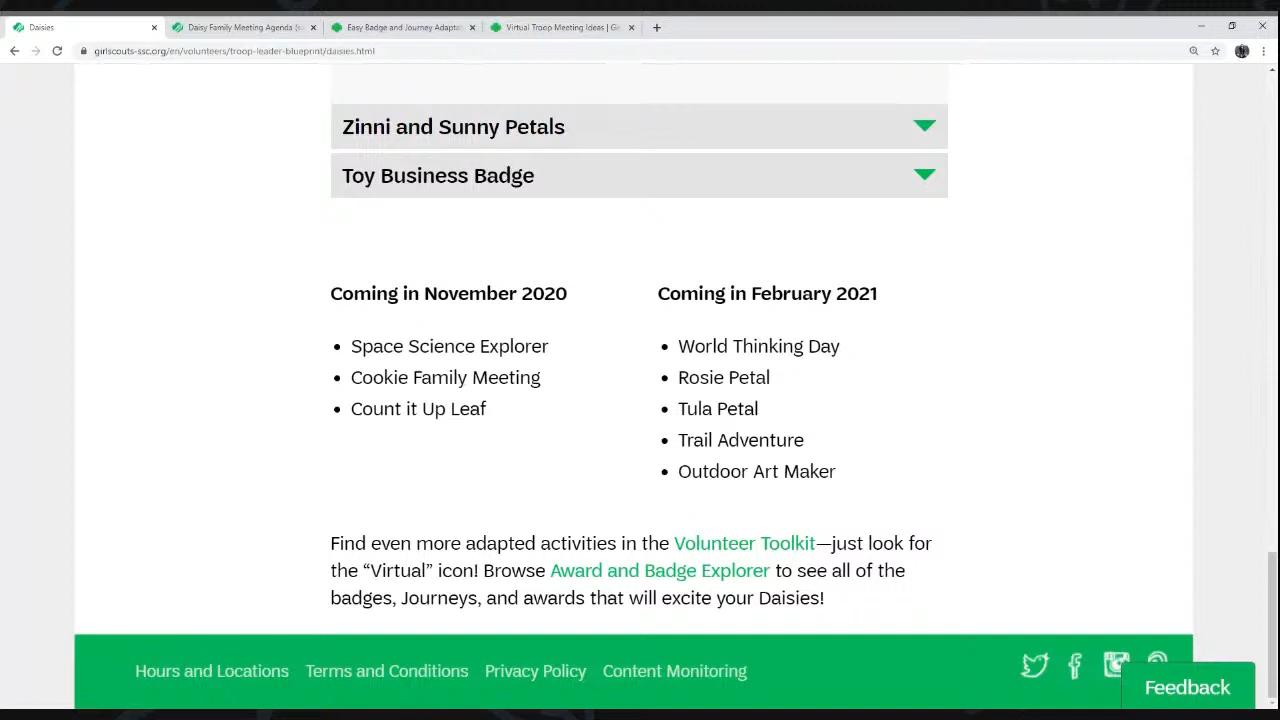 Daisies
Daisy Family Meeting Agenda (s
Easy Badge and Journey Adapta
Virtual Troop Meeting Ideas | Gi
girlscouts-ssc.org/en/volunteers/troop-leader-blueprint/daisies.html
Zinni and Sunny Petals
Toy Business Badge
Coming in November 2020
Space Science Explorer
Cookie Family Meeting
Count it Up Leaf
Coming in February 2021
World Thinking Day
Rosie Petal
Tula Petal
Trail Adventure
Outdoor Art Maker
Find even more adapted activities in the Volunteer Toolkit—just look for
the “Virtual” icon! Browse Award and Badge Explorer to see all of the
badges, Journeys, and awards that will excite your Daisies!
Hours and Locations Terms and Conditions Privacy Policy Content Monitoring
Feedback